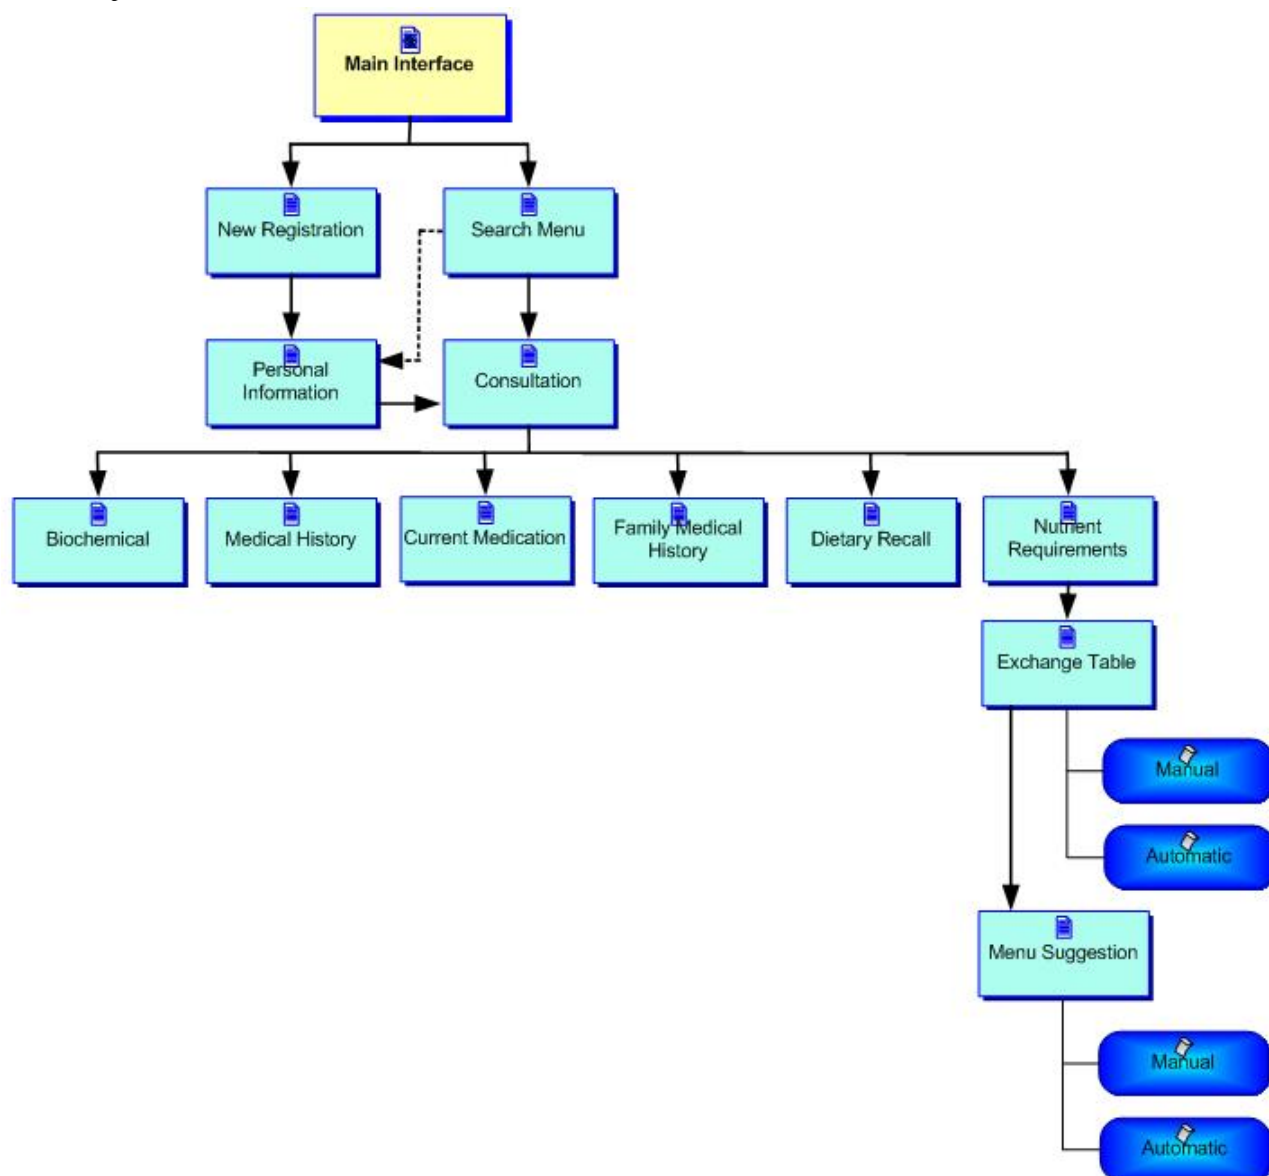 Main Interface
New Registration
Search Menu
Personal
Information
Consultation
Biochemical
Medical History
Current Medication
Family Medical
History
Dietary Recall
Nutrient
Requirements
Exchange Table
Manual
Automatic
Menu Suggestion
Manual
Automatic